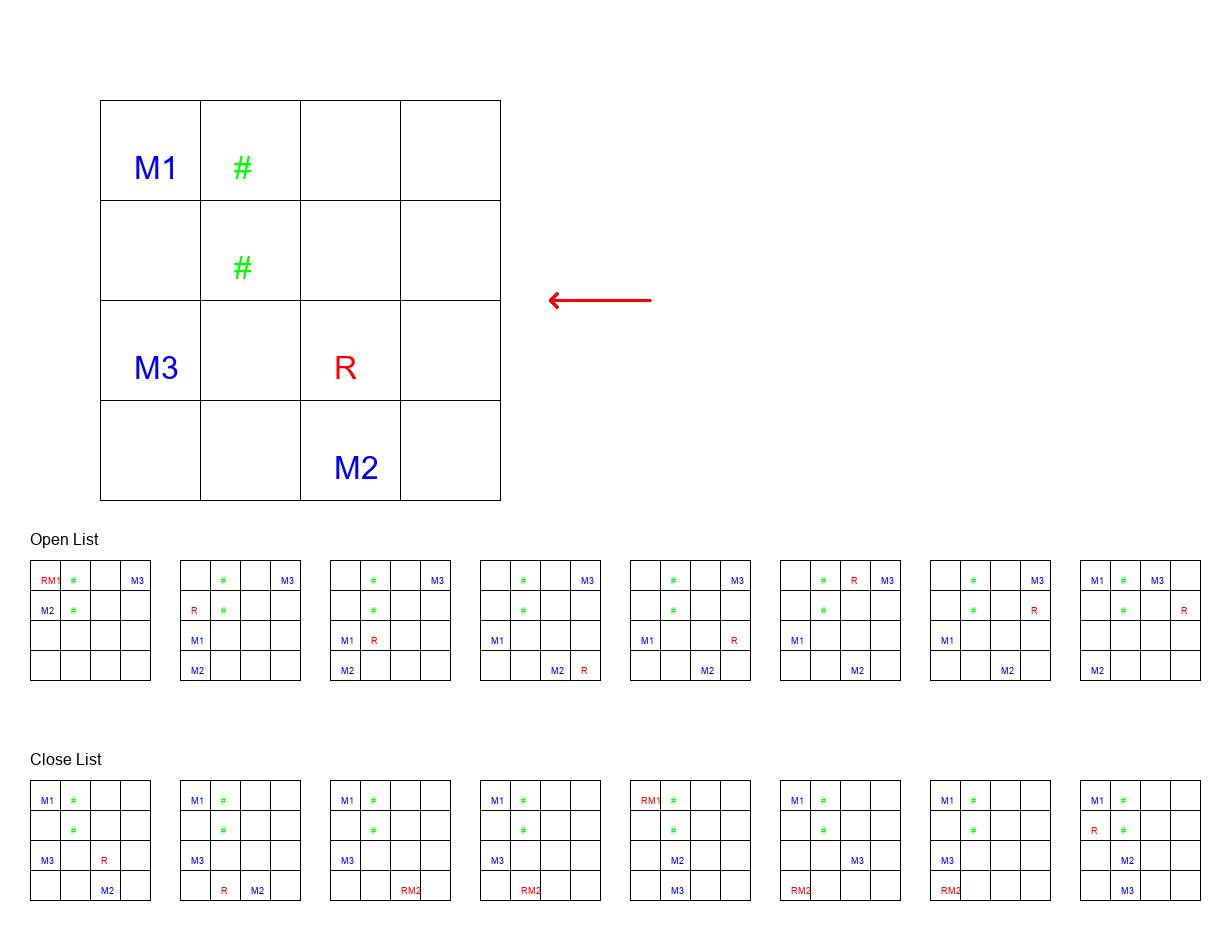 M1 #
#
M3 R
M2
Open List
RM1 # M3 # M3 # M3 # M3 # M3 # R M3 # M3 M1 # M3
M2 # R # # # # # # R # R
M1 M1 R M1 M1 R M1 M1
M2 M2 M2 R M2 M2 M2 M2
Close List
M1 # M1 # M1 # M1 # RM1 # M1 # M1 # M1 #
# # # # # # # R #
M3 R M3 M3 M3 M2 M3 M3 M2
M2 R M2 RM2 RM2 M3 RM2 RM2 M3